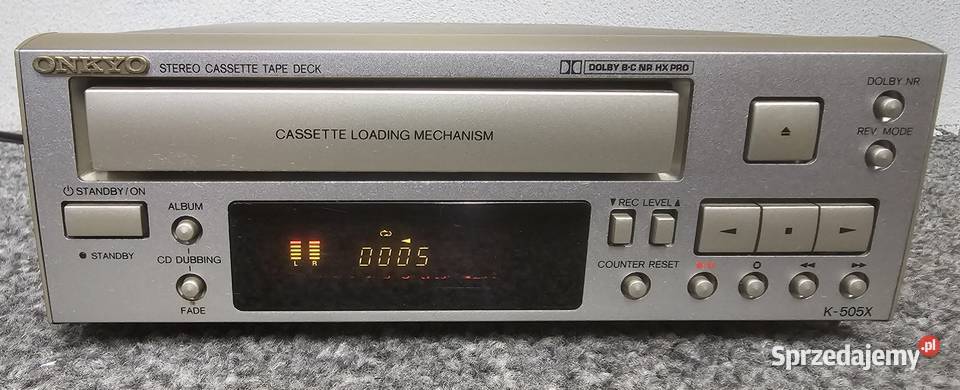 ONKYO STEREO CASSETTE TAPE DECK
DOLBY B-C NR HX PRO
DOLBY NR
CASSETTE LOADING MECHANISM
REV MODE
STANDBY/ON
ALBUM
REC LEVEL
STANDBY
CD DUBBING
L R
0005
COUNTER RESET
FADE
K-505X
Sprzedajemy.pl